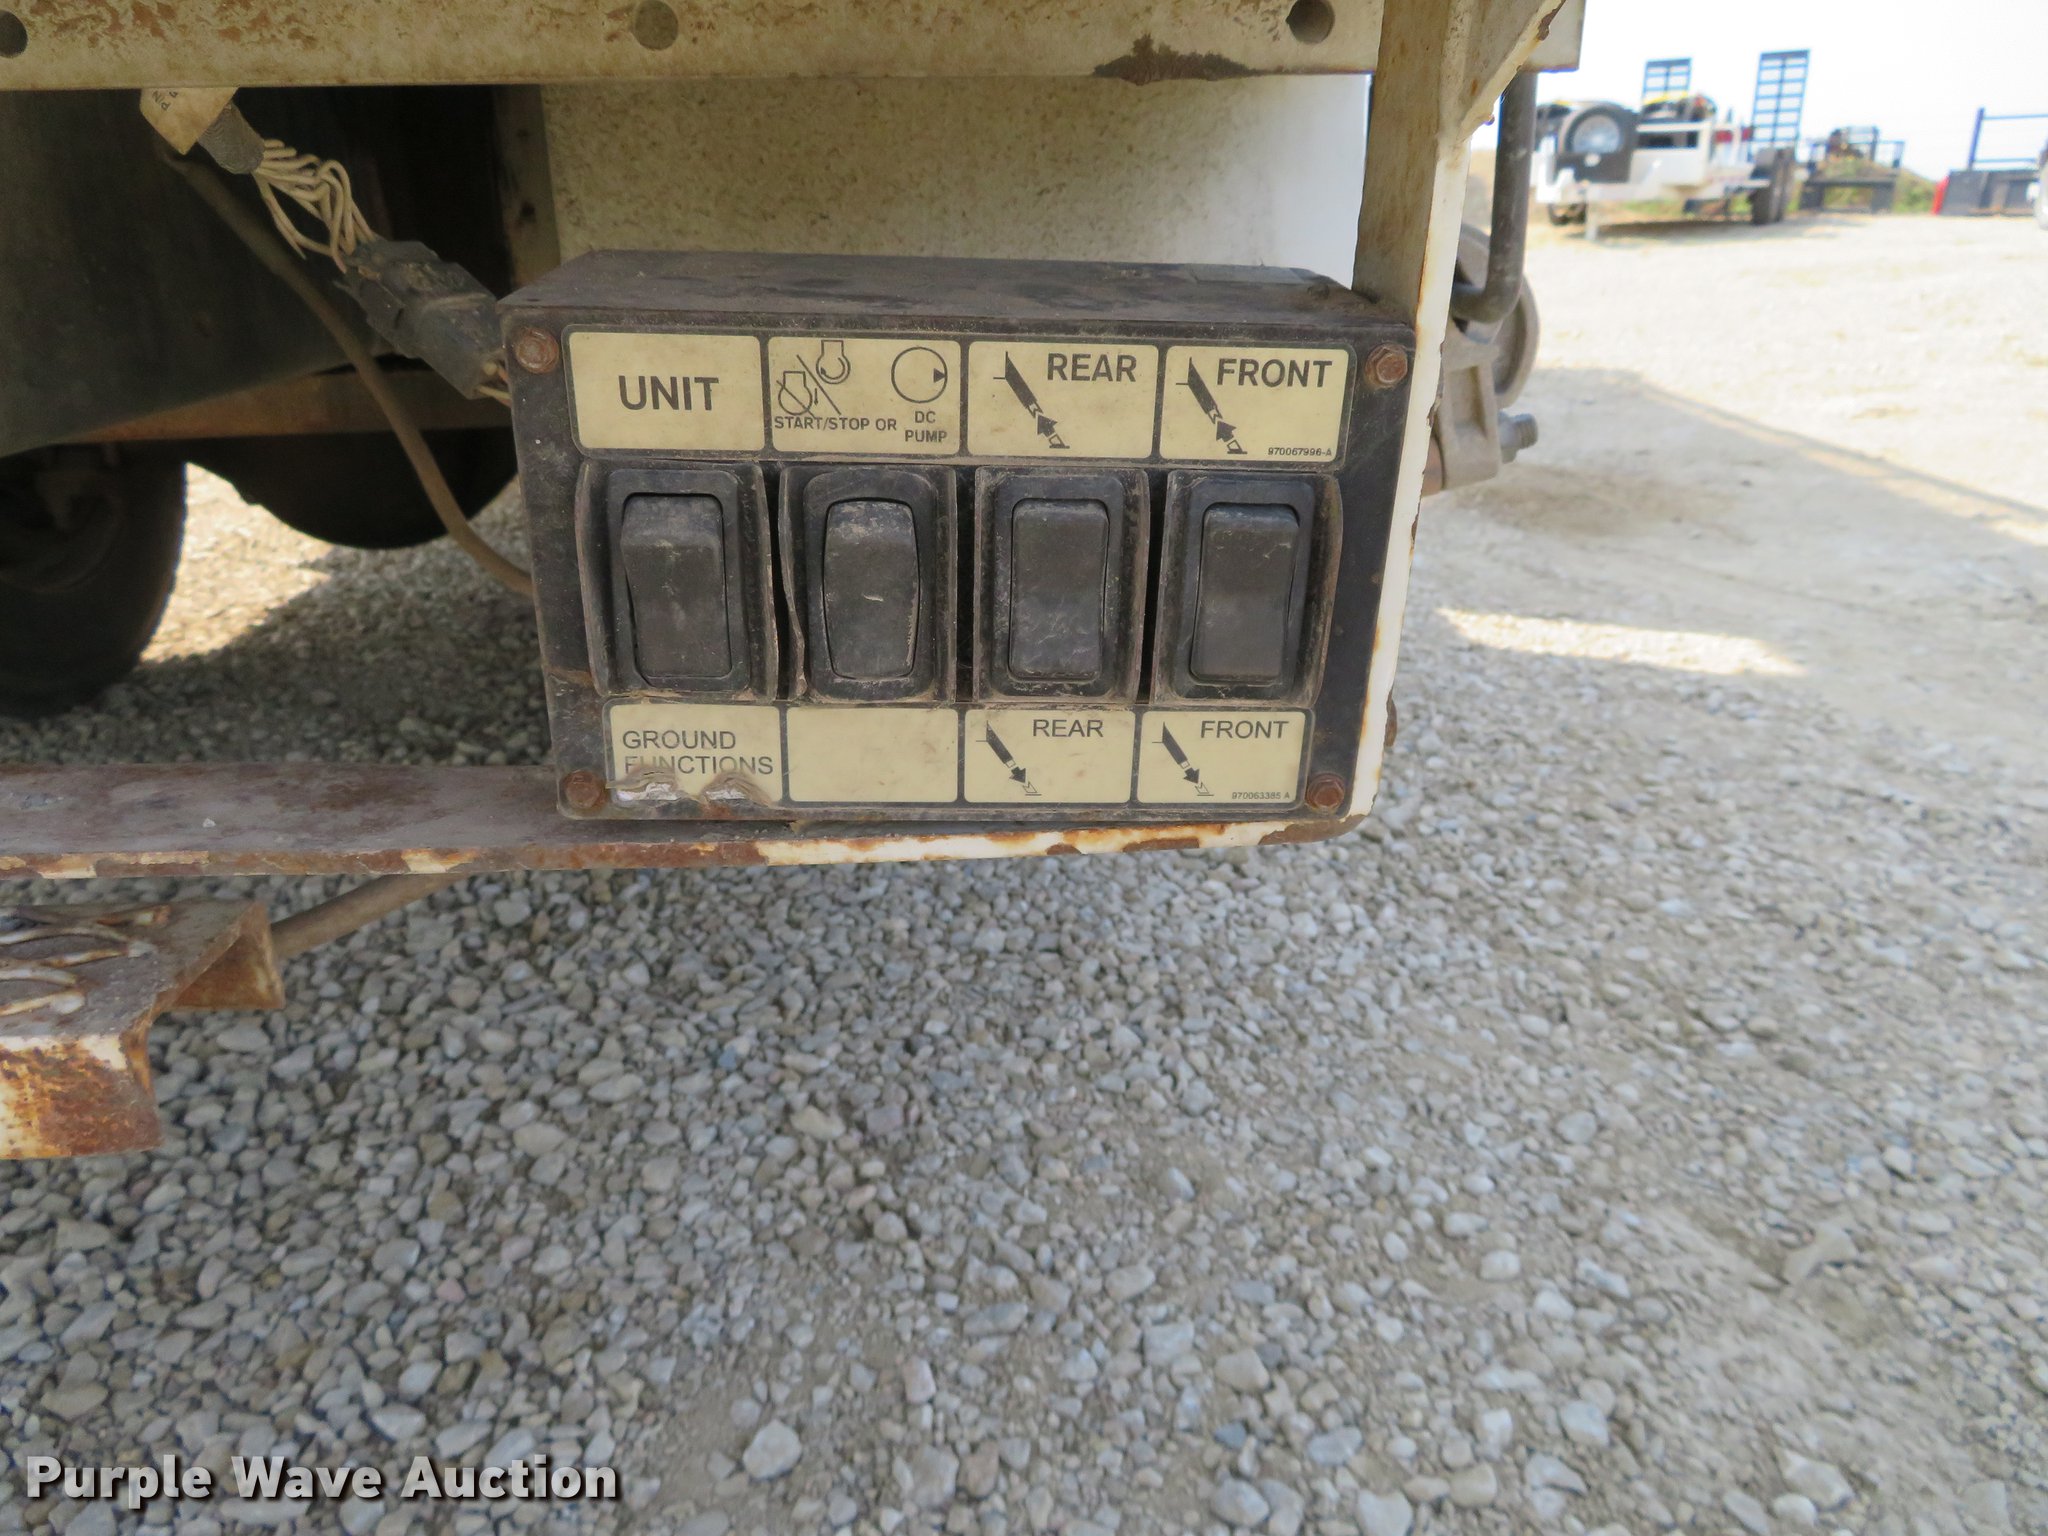 UNIT
START/STOP OR
DC
PUMP
REAR
FRONT
970067996-A
GROUND
FUNCTIONS
REAR
FRONT
970063385 A
Purple Wave Auction